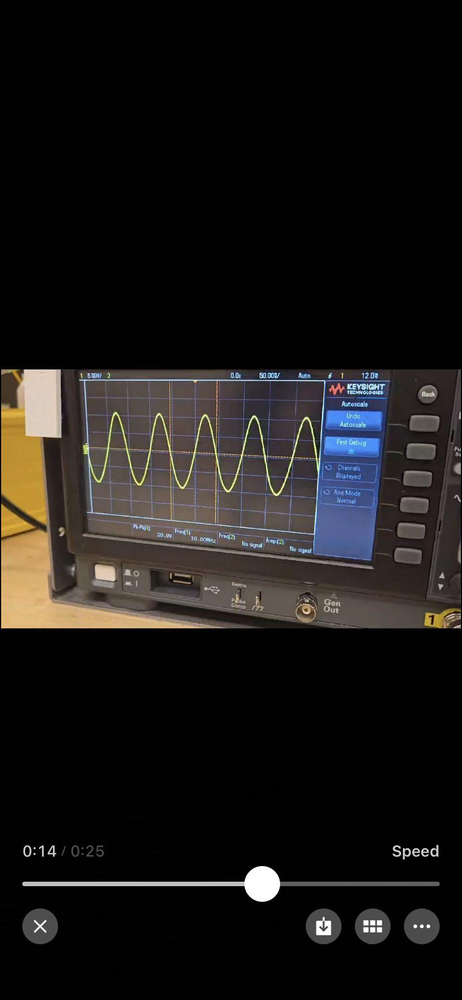 1 5.00V/ 2 0.0s 50.00⅏/ Auto 1 12.0V
KEYSIGHT
TECHNOLOGIES
Autoscale
Undo
Autoscale
Fast Debug
Channels
Displayed
Acq Mode
Normal
Back
Pk-Pk(1): Freq(1): Freq(2): Ampl(2):
20.9V 10.00MHz No signal No signal
Demo
Probe
Comp
Gen
Out
1
0:14 / 0:25 Speed